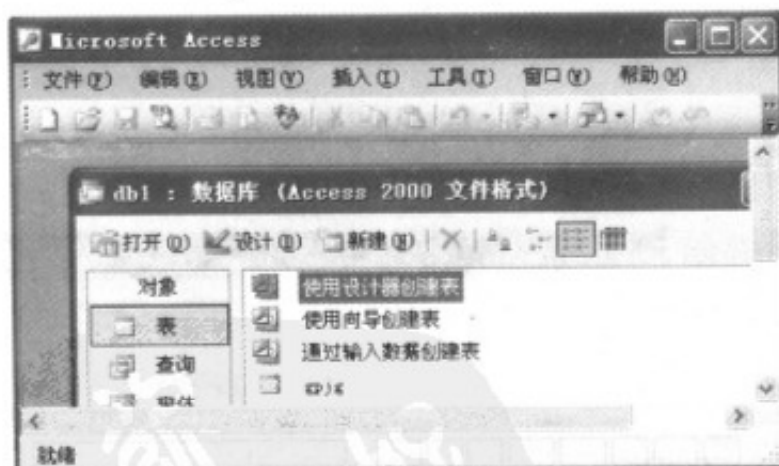 Microsoft Access
文件(F) 编辑(E) 视图(V) 插入(I) 工具(T) 窗口(W) 帮助(H)
db1 : 数据库 (Access 2000 文件格式)
打开(O) 设计(D) 新建(N)
对象
使用设计器创建表
表
使用向导创建表
查询
通过输入数据创建表
窗体
就绪